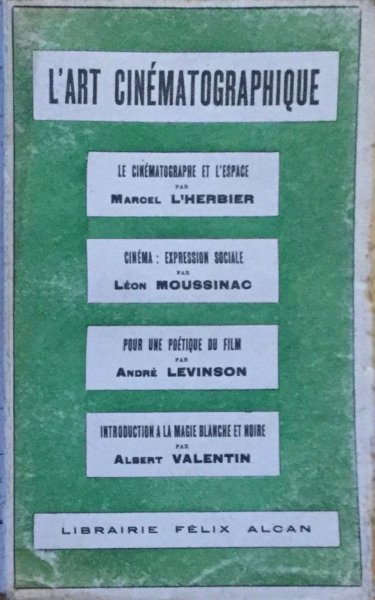 L'ART CINÉMATOGRAPHIQUE
LE CINÉMATOGRAPHE ET L'ESPACE
PAR
MARCEL L'HERBIER
CINÉMA : EXPRESSION SOCIALE
PAR
LÉON MOUSSINAC
POUR UNE POÉTIQUE DU FILM
PAR
ANDRÉ LEVINSON
INTRODUCTION A LA MAGIE BLANCHE ET NOIRE
PAR
ALBERT VALENTIN
LIBRAIRIE FÉLIX ALCAN